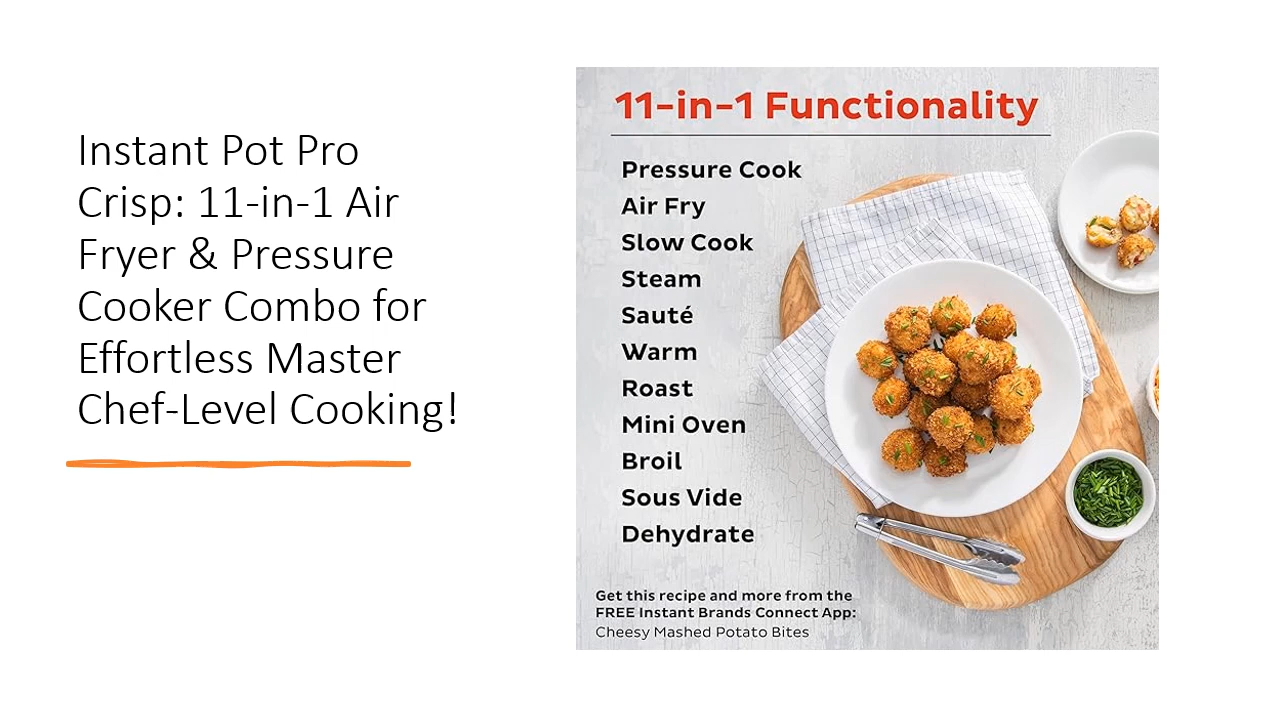 Instant Pot Pro
Crisp: 11-in-1 Air
Fryer & Pressure
Cooker Combo for
Effortless Master
Chef-Level Cooking!
11-in-1 Functionality
Pressure Cook
Air Fry
Slow Cook
Steam
Sauté
Warm
Roast
Mini Oven
Broil
Sous Vide
Dehydrate
Get this recipe and more from the
FREE Instant Brands Connect App:
Cheesy Mashed Potato Bites